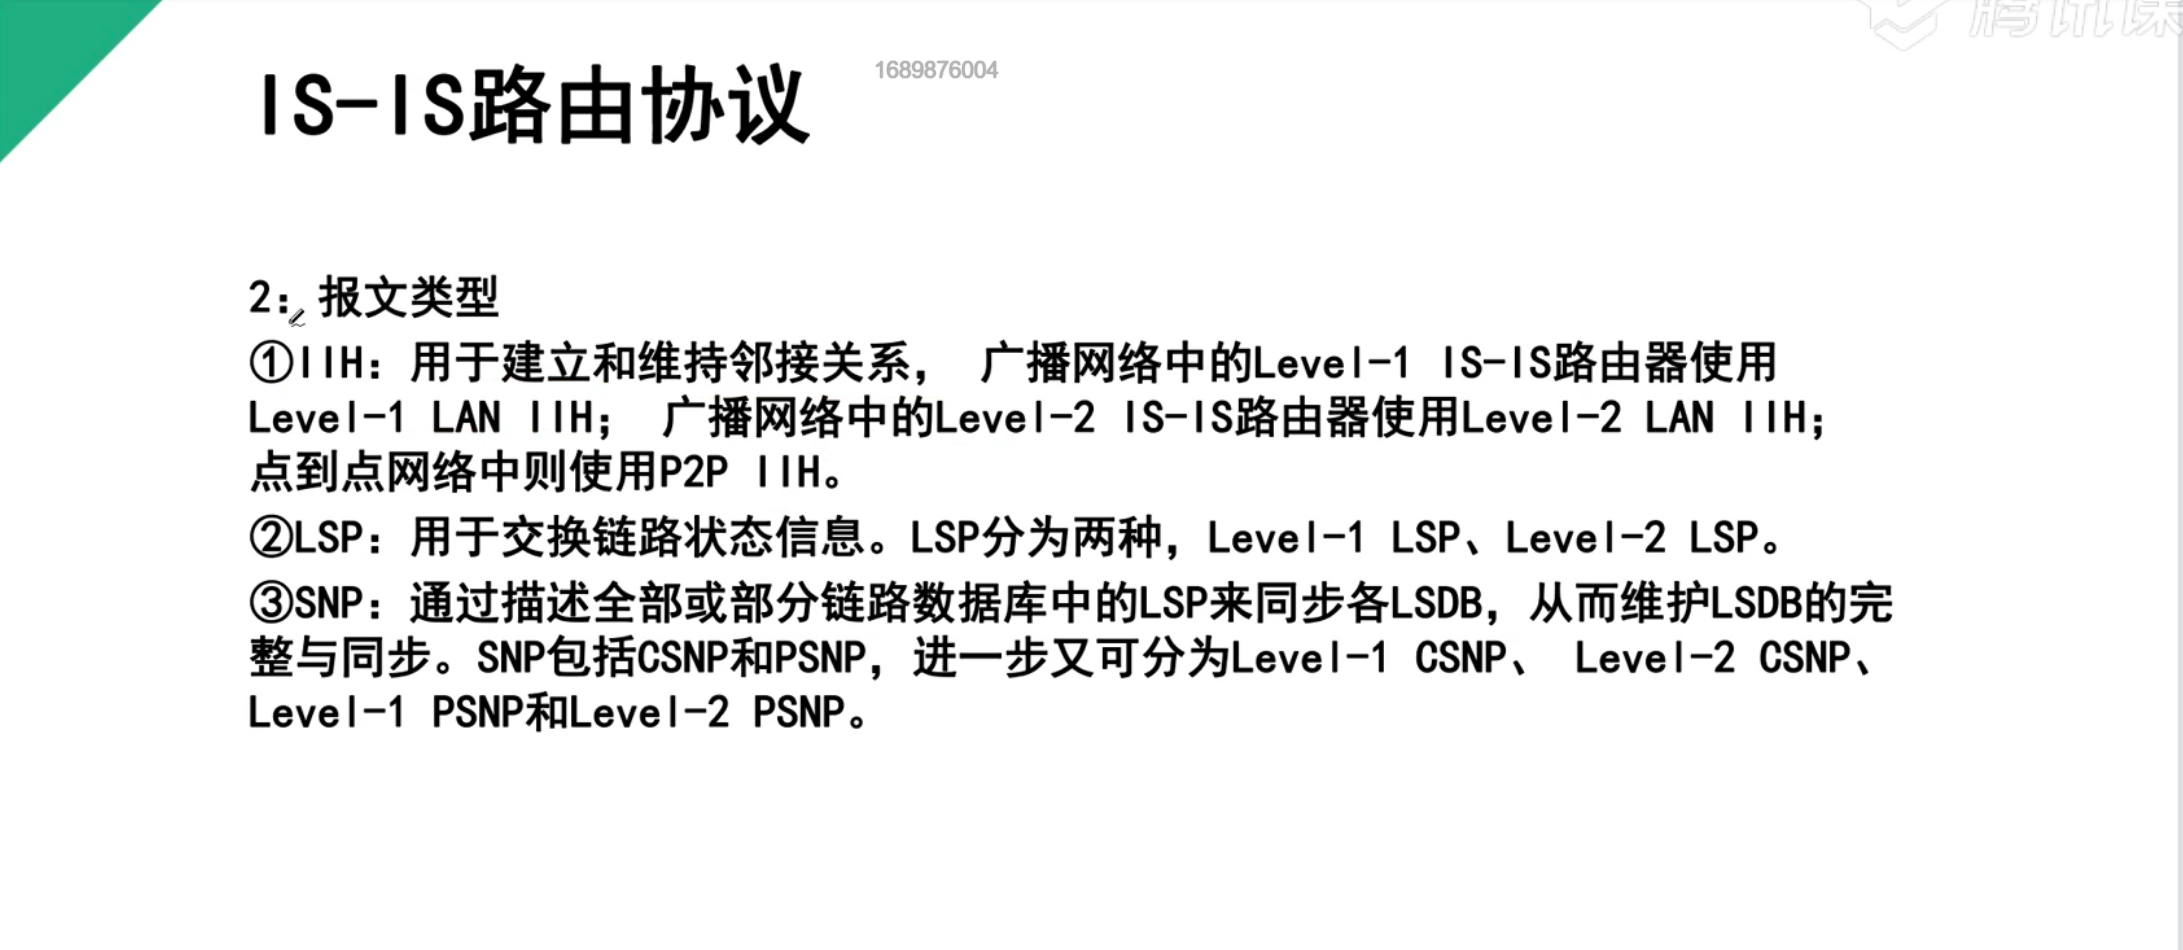 腾讯课
IS-IS路由协议
1689876004
2：报文类型
①IIH：用于建立和维持邻接关系， 广播网络中的Level-1 IS-IS路由器使用
Level-1 LAN IIH； 广播网络中的Level-2 IS-IS路由器使用Level-2 LAN IIH；
点到点网络中则使用P2P IIH。
②LSP：用于交换链路状态信息。LSP分为两种，Level-1 LSP、Level-2 LSP。
③SNP：通过描述全部或部分链路数据库中的LSP来同步各LSDB，从而维护LSDB的完
整与同步。SNP包括CSNP和PSNP，进一步又可分为Level-1 CSNP、 Level-2 CSNP、
Level-1 PSNP和Level-2 PSNP。